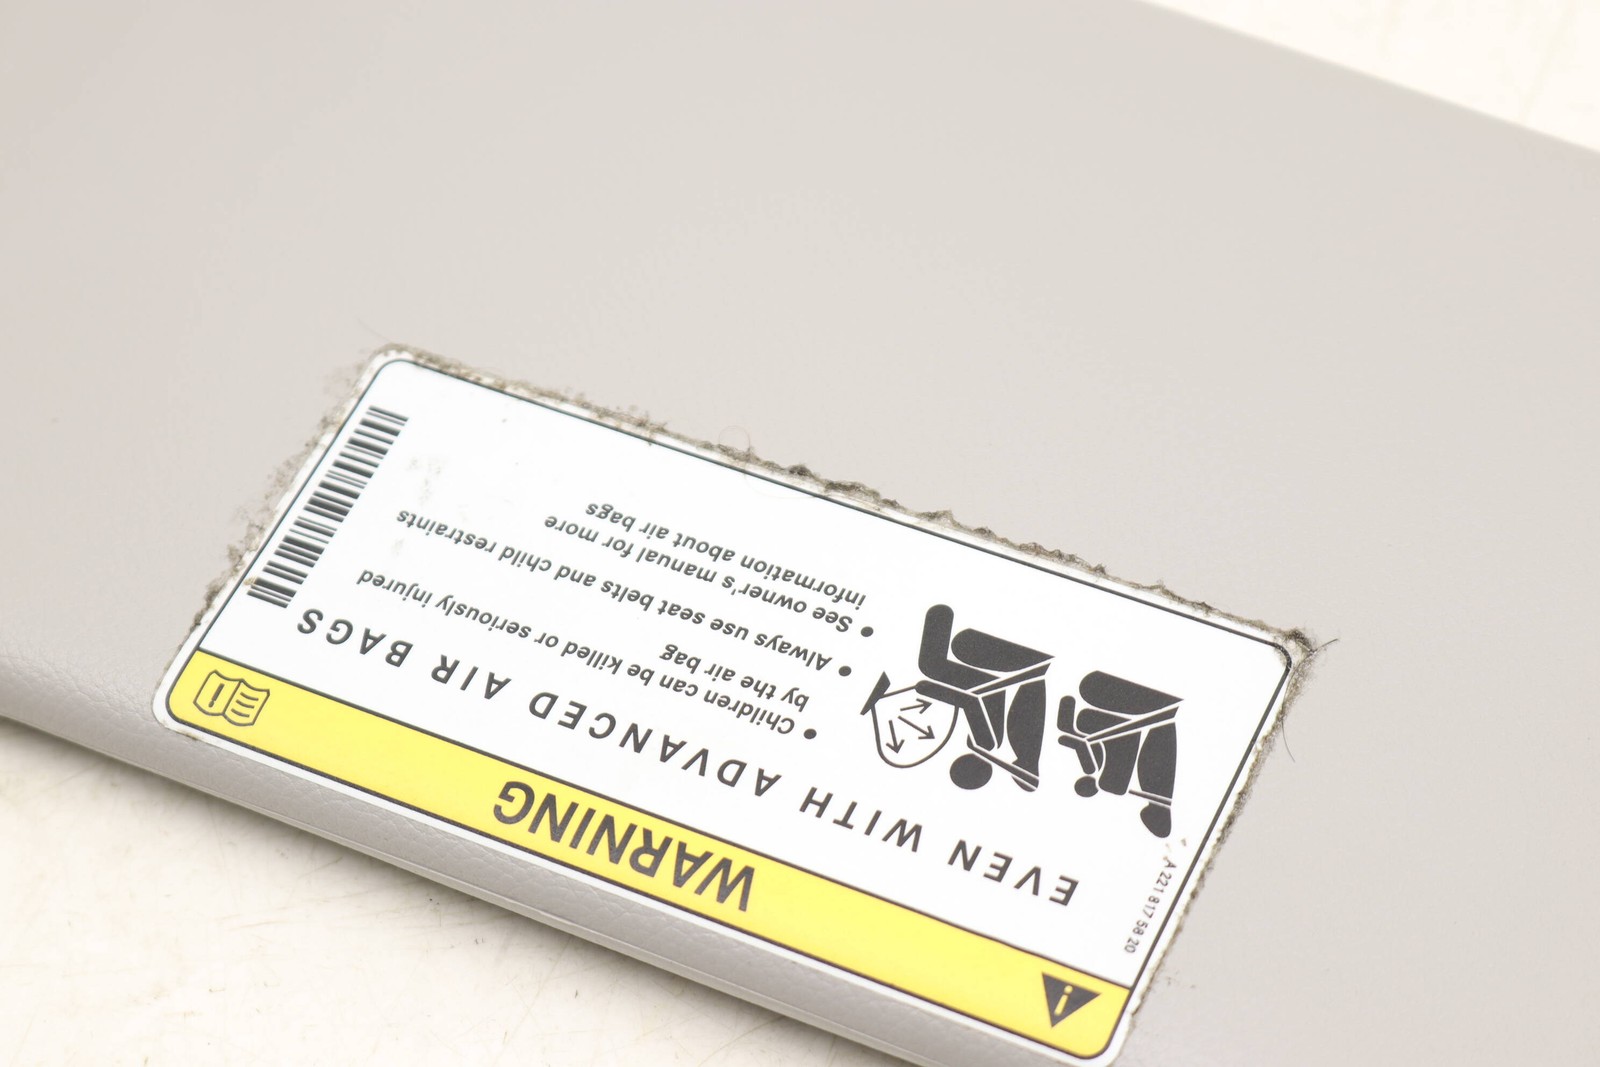 WARNING
EVEN WITH ADVANCED AIR BAGS
• Children can be killed or seriously injured
by the air bag
• Always use seat belts and child restraints
• See owner's manual for more
information about air bags
A 221 817 58 20